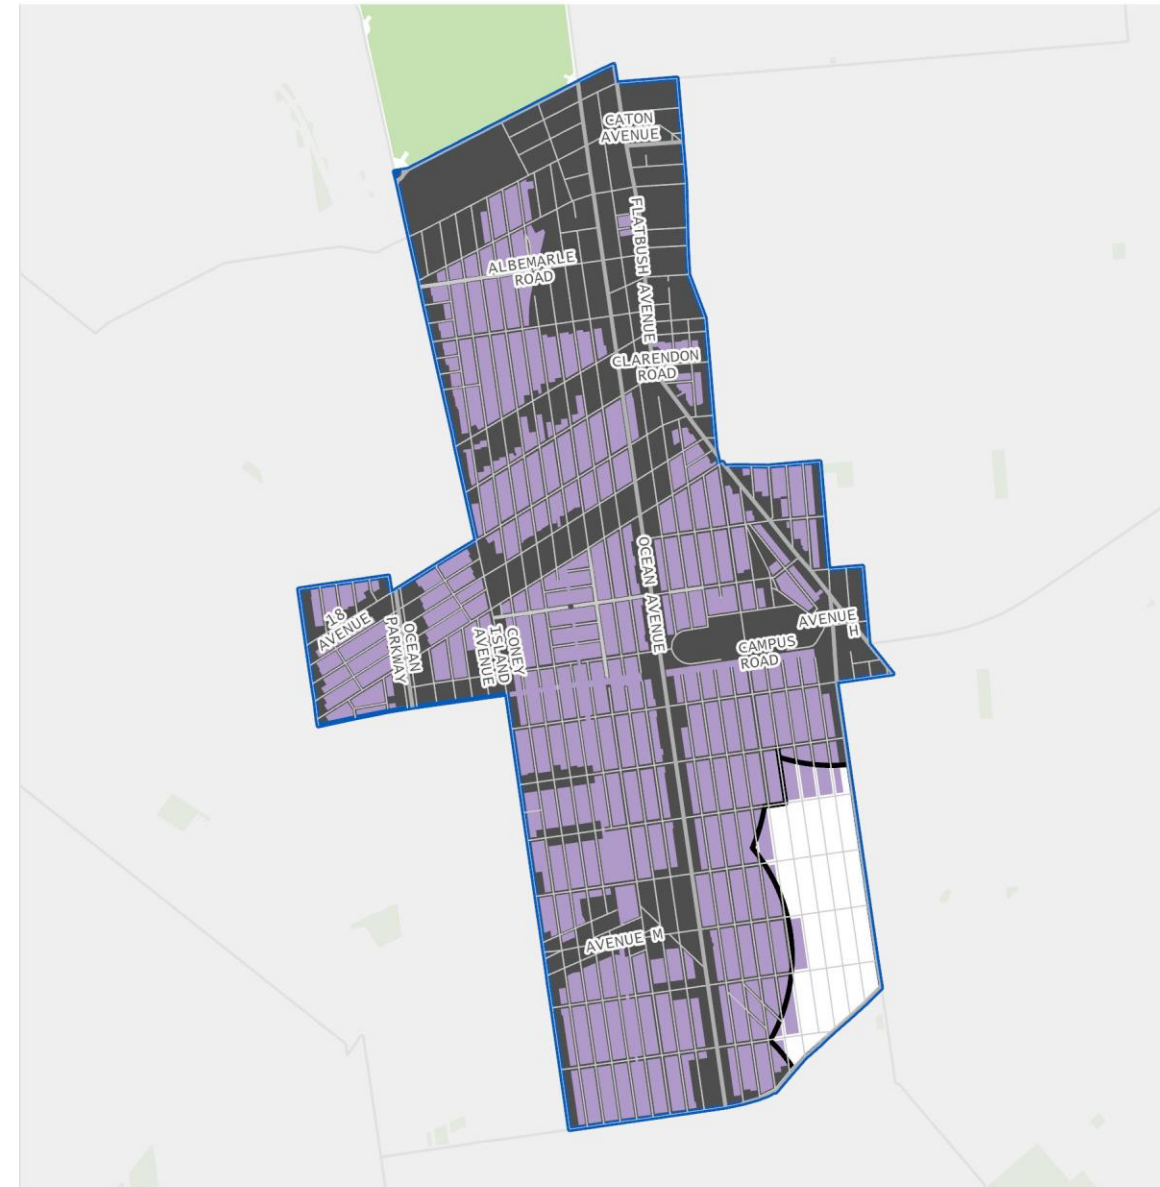 CATON
AVENUE
FLATBUSH AVENUE
ALBEMARLE
ROAD
CLARENDON
ROAD
OCEAN AVENUE
18
AVENUE
OCEAN
PARKWAY
CONEY
ISLAND
AVENUE
AVENUE H
CAMPUS
ROAD
AVENUE M